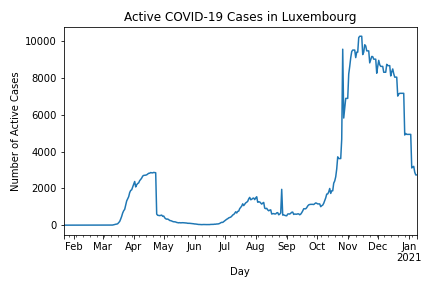 Active COVID-19 Cases in Luxembourg
10000
8000
6000
4000
2000
0
Number of Active Cases
Feb Mar Apr May Jun Jul Aug Sep Oct Nov Dec Jan
2021
Day